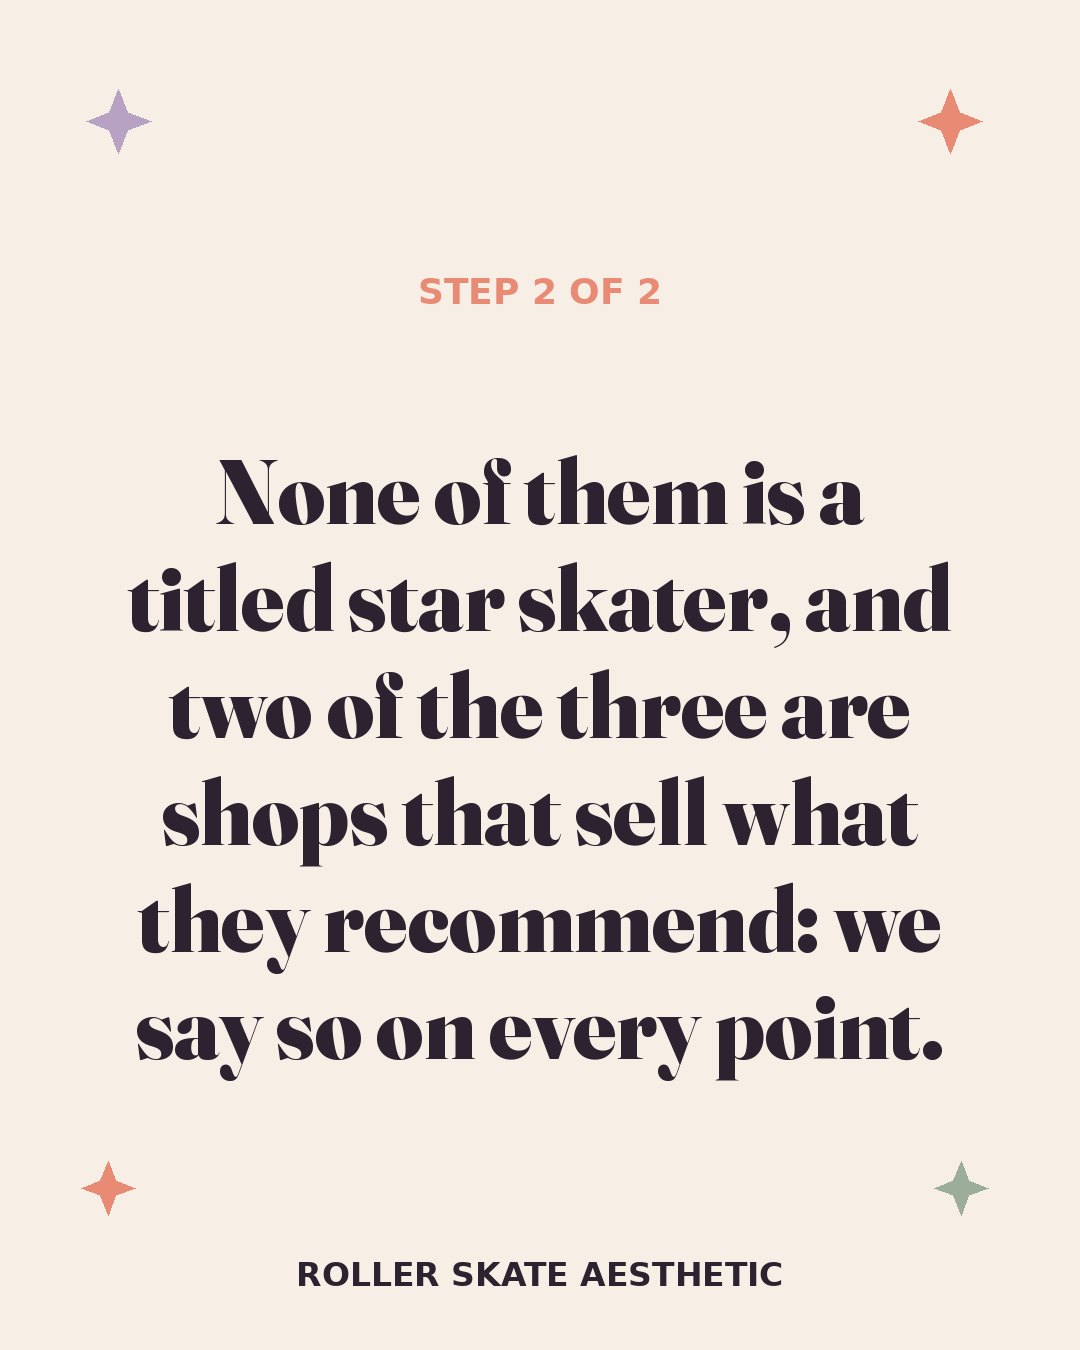 STEP 2 OF 2
None of them is a
titled star skater, and
two of the three are
shops that sell what
they recommend: we
say so on every point.
ROLLER SKATE AESTHETIC